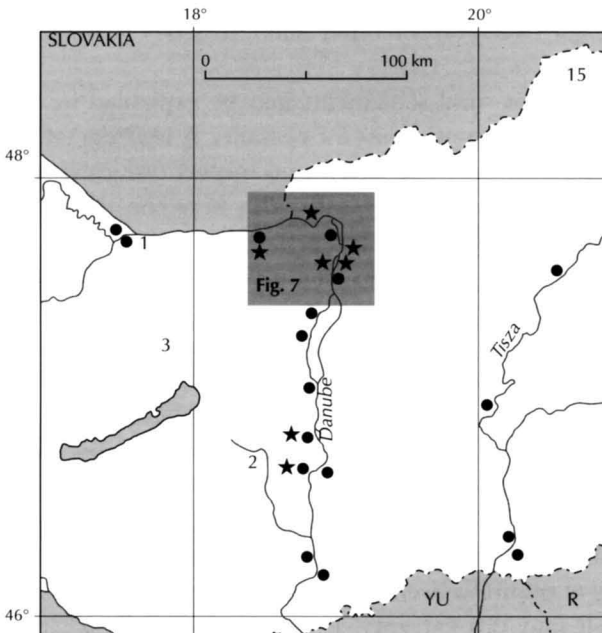 18°
20°
SLOVAKIA
0
100 km
15
48°
1
Fig. 7
3
Tisza
Danube
2
46°
YU
R